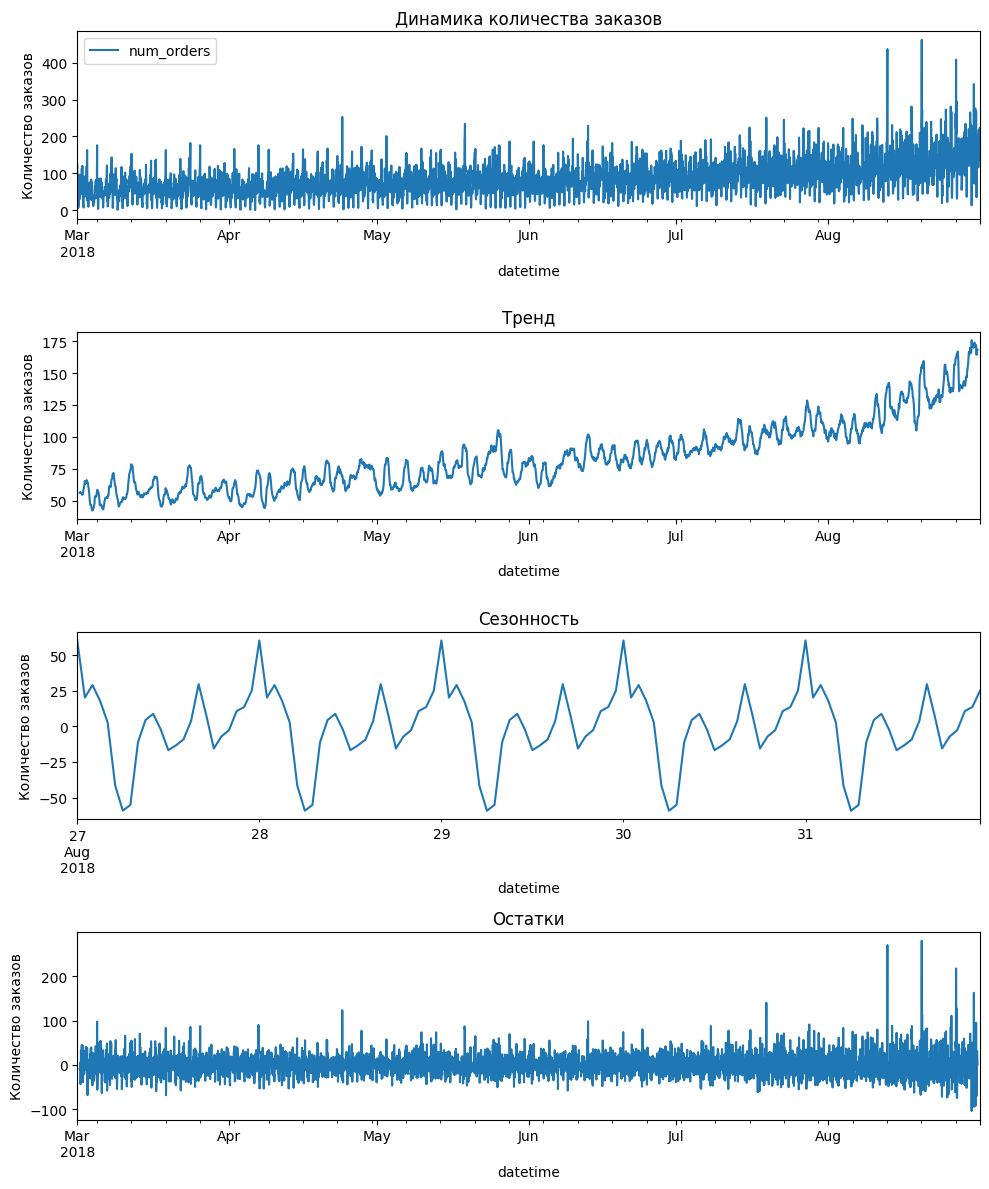 Динамика количества заказов
num_orders
Количество заказов
400
300
200
100
0
Mar
2018
Apr
May
Jun
Jul
Aug
datetime
Тренд
Количество заказов
175
150
125
100
75
50
Mar
2018
Apr
May
Jun
Jul
Aug
datetime
Сезонность
Количество заказов
50
25
0
−25
−50
27
Aug
2018
28
29
30
31
datetime
Остатки
Количество заказов
200
100
0
−100
Mar
2018
Apr
May
Jun
Jul
Aug
datetime